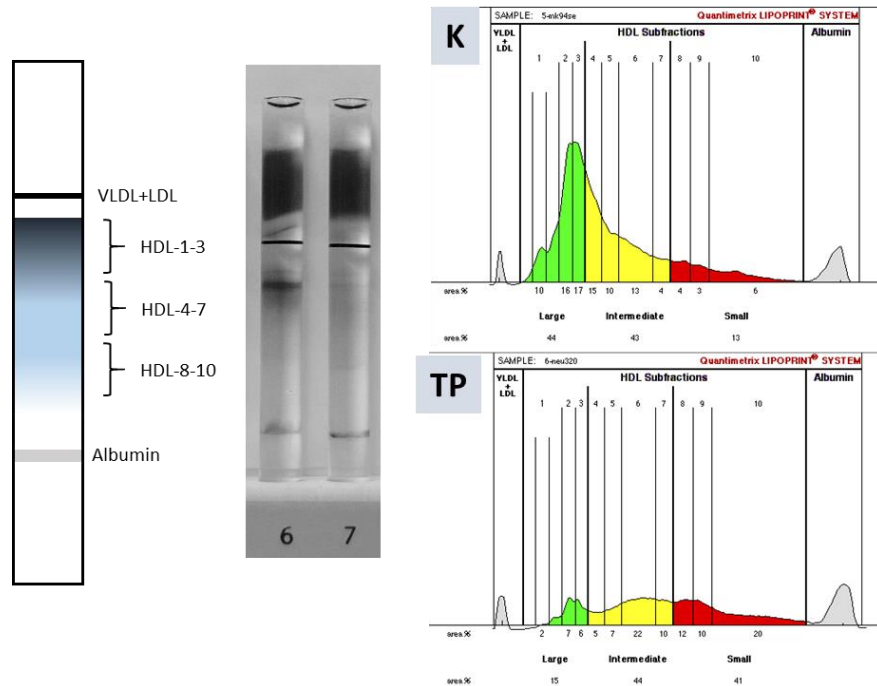 VLDL+LDL
HDL-1-3
HDL-4-7
HDL-8-10
Albumin
6 7
K
SAMPLE: 5-mk94se Quantimetrix LIPOPRINT® SYSTEM
VLDL + LDL HDL Subfractions Albumin
1 2 3 4 5 6 7 8 9 10
area% 10 16 17 15 10 13 4 4 3 6
Large Intermediate Small
area% 44 43 13
TP
SAMPLE: 6-neu320 Quantimetrix LIPOPRINT® SYSTEM
VLDL + LDL HDL Subfractions Albumin
1 2 3 4 5 6 7 8 9 10
area% 2 7 6 5 7 22 10 12 10 20
Large Intermediate Small
area% 15 44 41